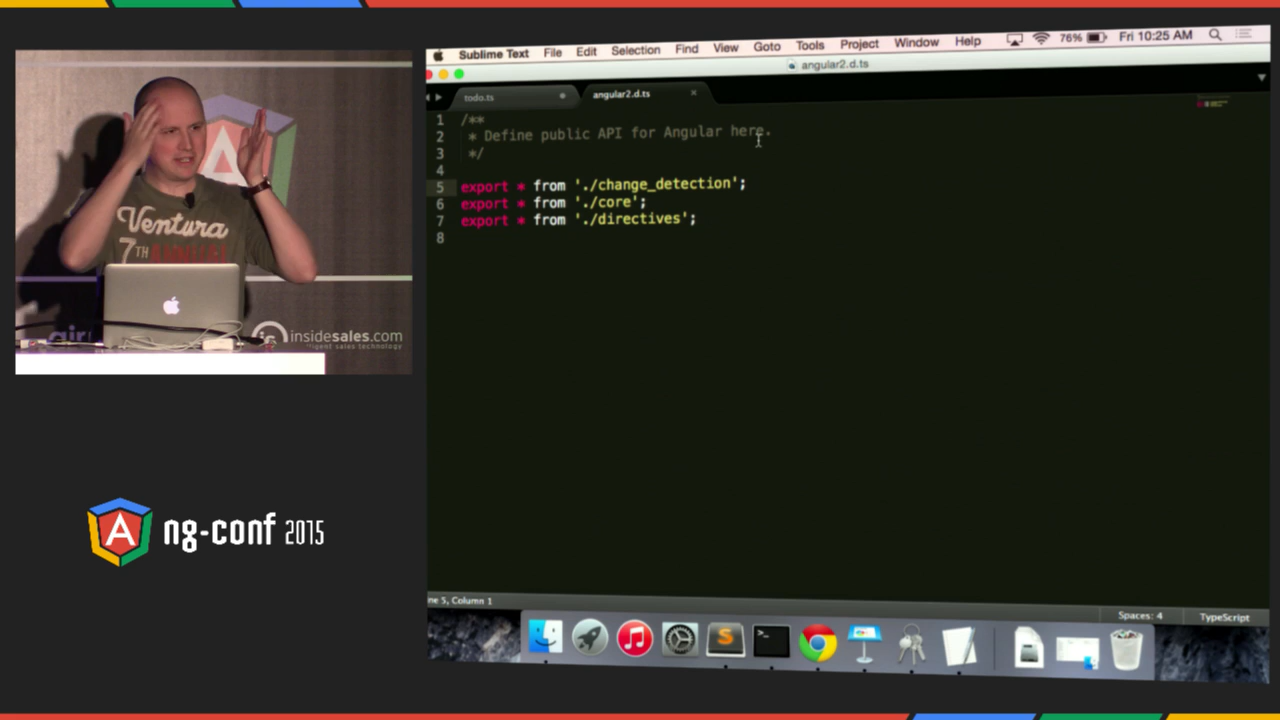 Sublime Text File Edit Selection Find View Goto Tools Project Window Help 76% Fri 10:25 AM
angular2.d.ts
todo.ts angular2.d.ts ×
1 /**
2 * Define public API for Angular here.
3 */
4
5 export * from './change_detection';
6 export * from './core';
7 export * from './directives';
8
ne 5, Column 1 Spaces: 4 TypeScript
Ventura
7TH
insidesales.com
A ng-conf 2015